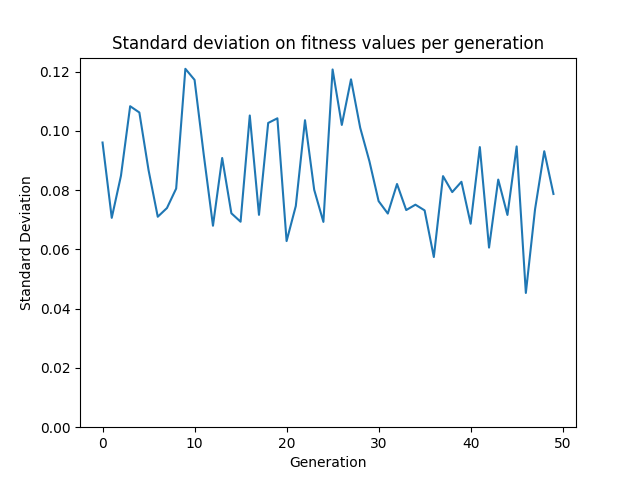 Standard deviation on fitness values per generation
0.12
0.10
0.08
0.06
0.04
0.02
0.00
Standard Deviation
0 10 20 30 40 50
Generation